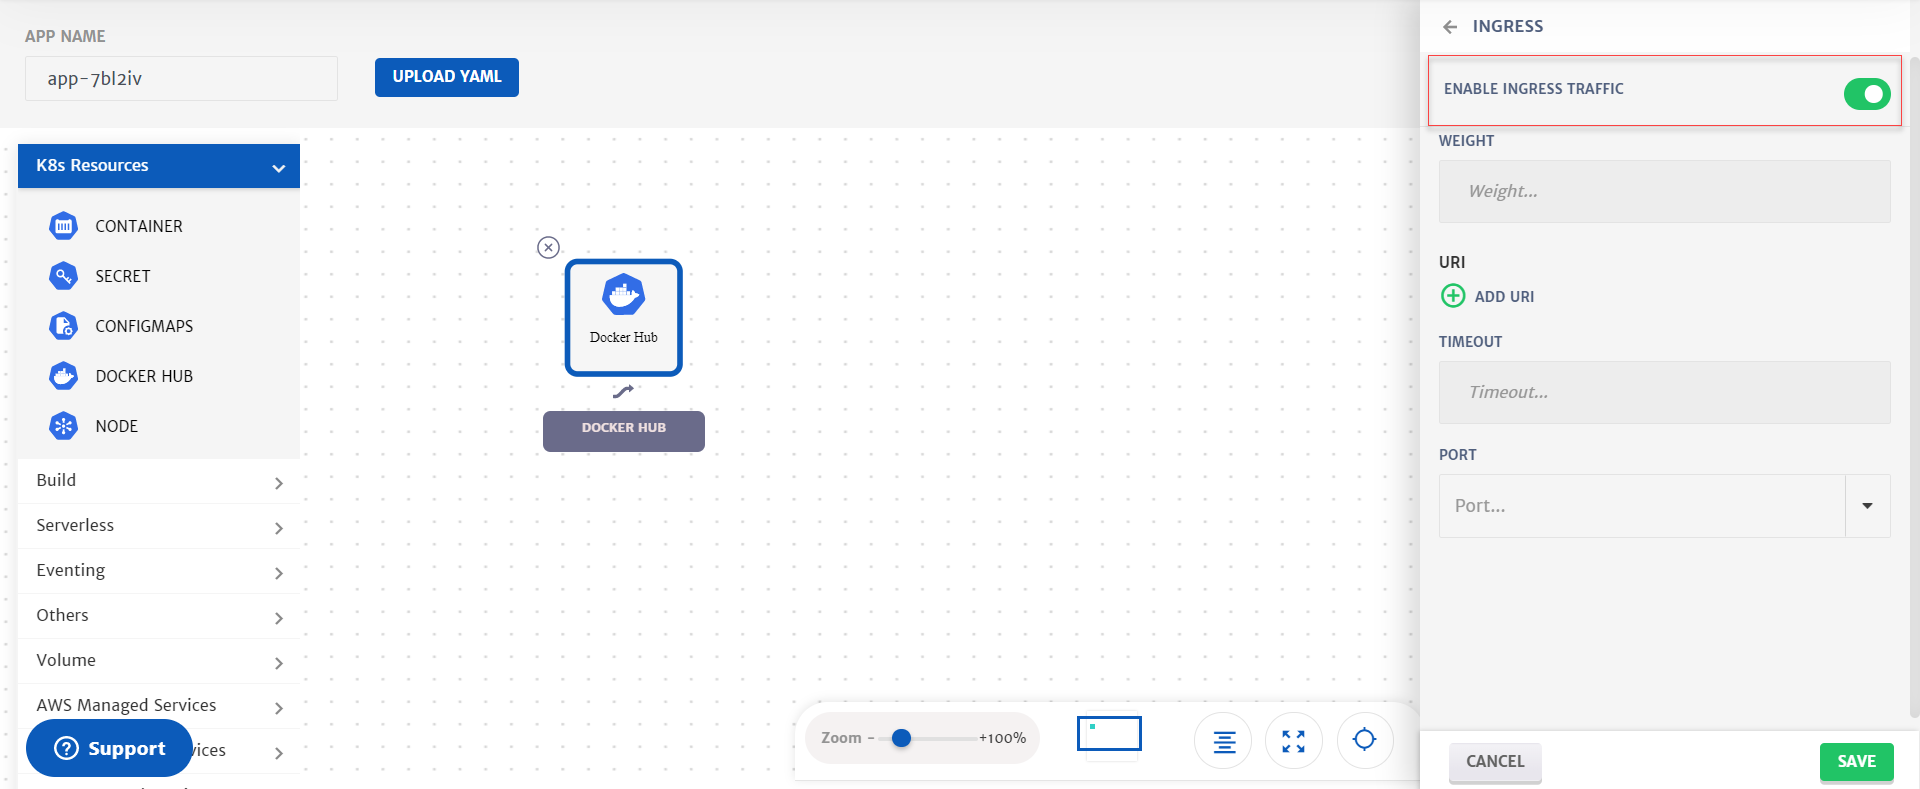 APP NAME
app-7bl2iv
UPLOAD YAML
K8s Resources
CONTAINER
SECRET
CONFIGMAPS
DOCKER HUB
NODE
Build
Serverless
Eventing
Others
Volume
AWS Managed Services
vices
Support
Docker Hub
DOCKER HUB
Zoom - +100%
INGRESS
ENABLE INGRESS TRAFFIC
WEIGHT
Weight...
URI
ADD URI
TIMEOUT
Timeout...
PORT
Port...
CANCEL
SAVE